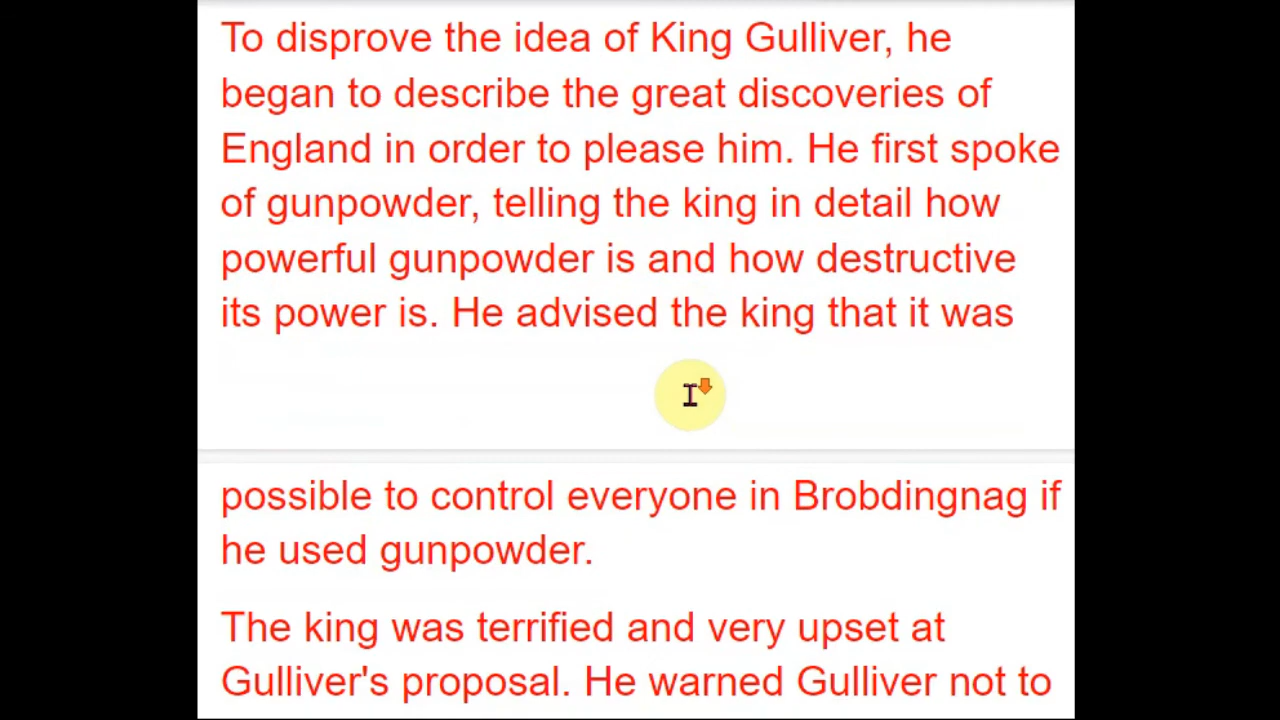 To disprove the idea of King Gulliver, he
began to describe the great discoveries of
England in order to please him. He first spoke
of gunpowder, telling the king in detail how
powerful gunpowder is and how destructive
its power is. He advised the king that it was
possible to control everyone in Brobdingnag if
he used gunpowder.
The king was terrified and very upset at
Gulliver's proposal. He warned Gulliver not to